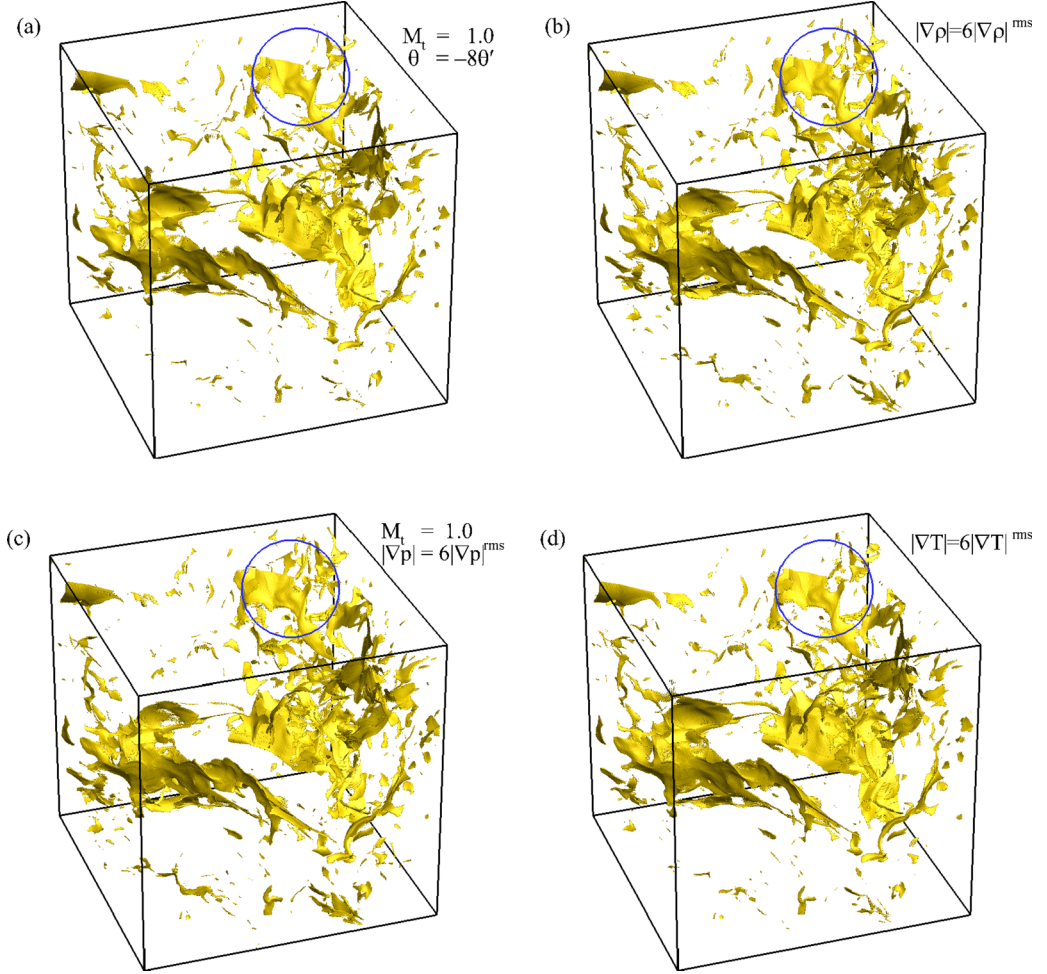 (a)
M_t = 1.0
θ = –8θ′
(b)
|∇ρ|=6|∇ρ|^rms
(c)
M_t = 1.0
|∇p| = 6|∇p|^rms
(d)
|∇T|=6|∇T|^rms